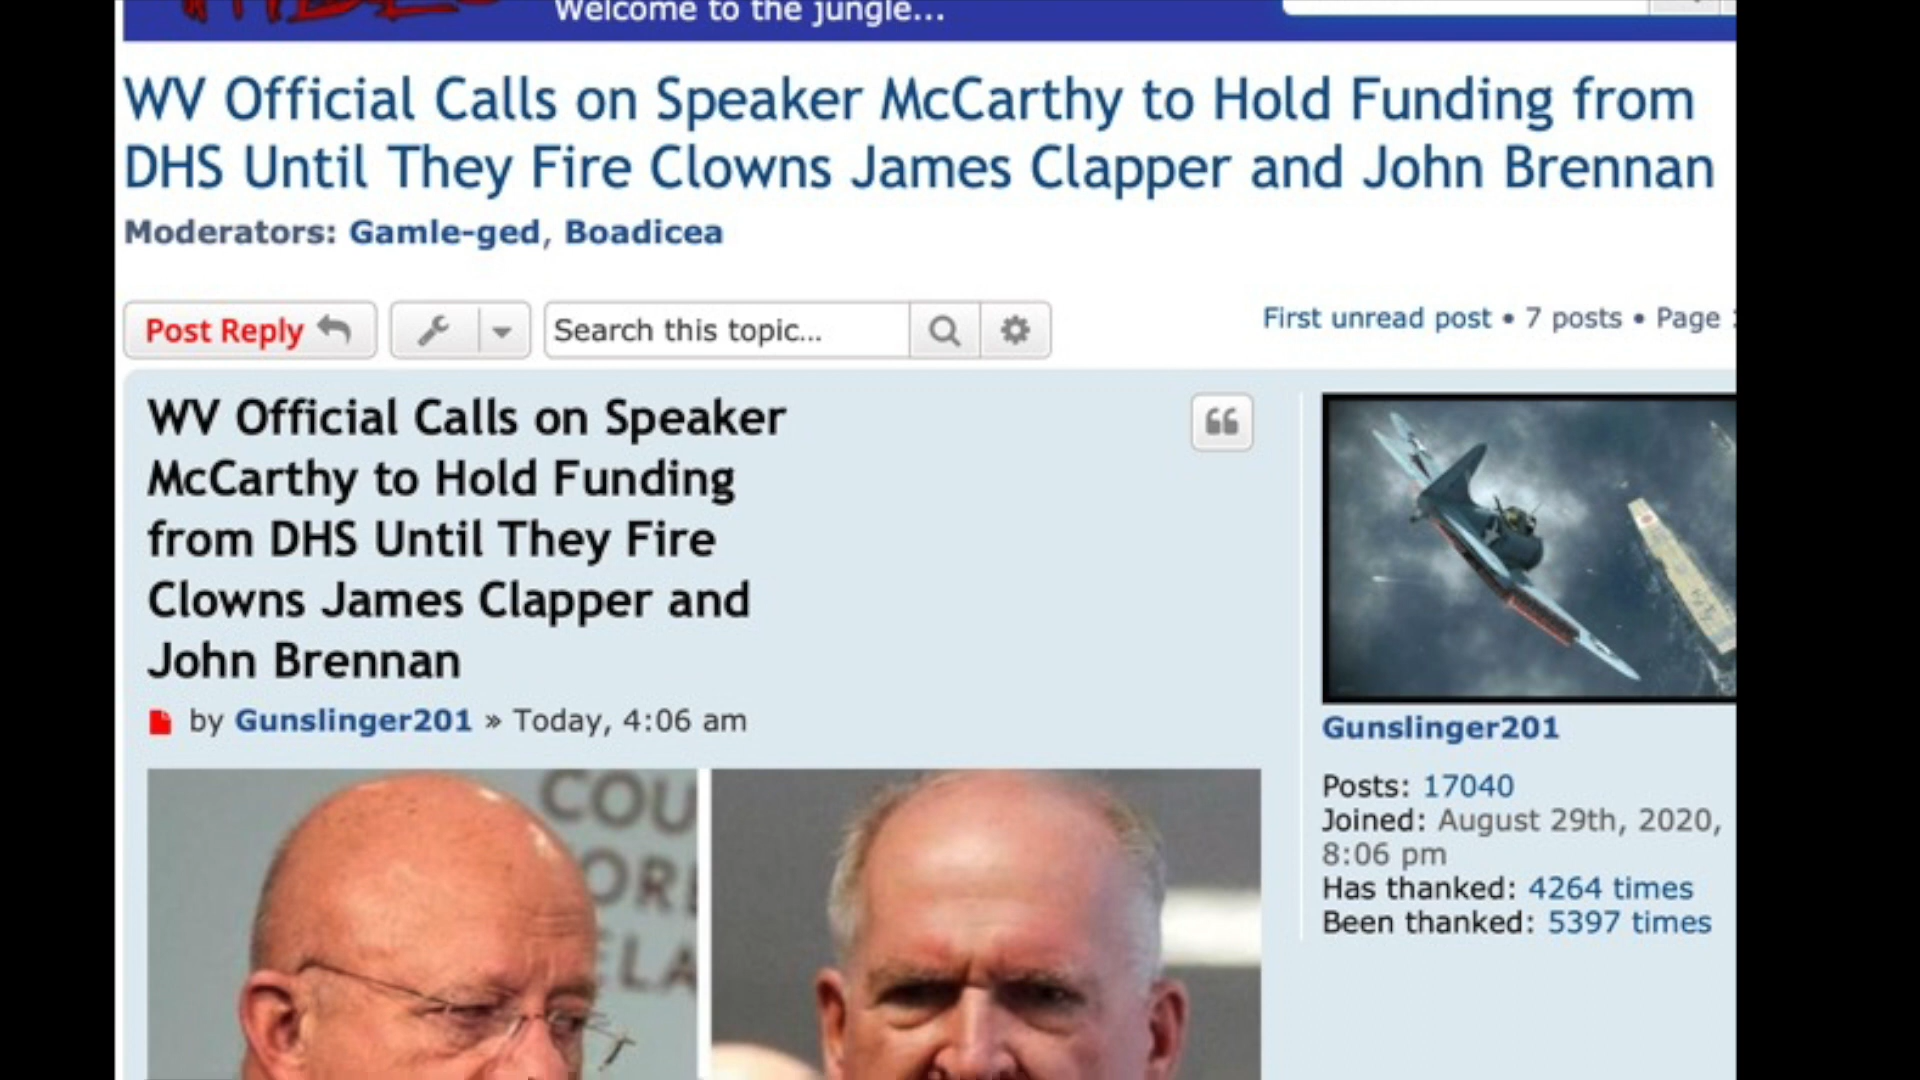 Welcome to the jungle...
WV Official Calls on Speaker McCarthy to Hold Funding from
DHS Until They Fire Clowns James Clapper and John Brennan
Moderators: Gamle-ged, Boadicea
Post Reply
Search this topic...
First unread post • 7 posts • Page
WV Official Calls on Speaker
McCarthy to Hold Funding
from DHS Until They Fire
Clowns James Clapper and
John Brennan
by Gunslinger201 » Today, 4:06 am
Gunslinger201
Posts: 17040
Joined: August 29th, 2020,
8:06 pm
Has thanked: 4264 times
Been thanked: 5397 times
COU
ORE
ELA